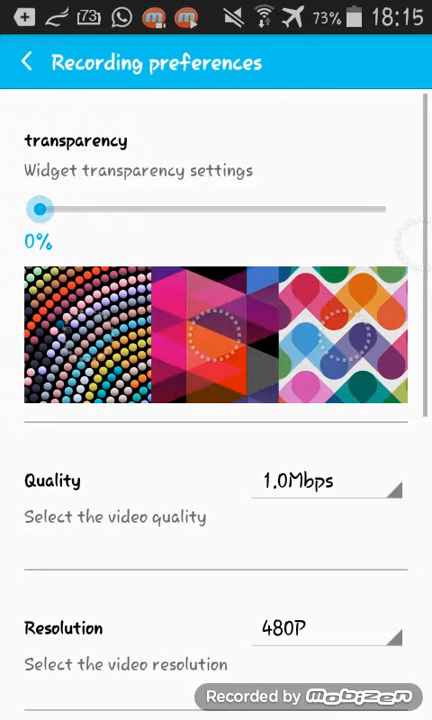 73 73% 18:15
Recording preferences
transparency
Widget transparency settings
0%
Quality 1.0Mbps
Select the video quality
Resolution 480P
Select the video resolution
Recorded by mobizen